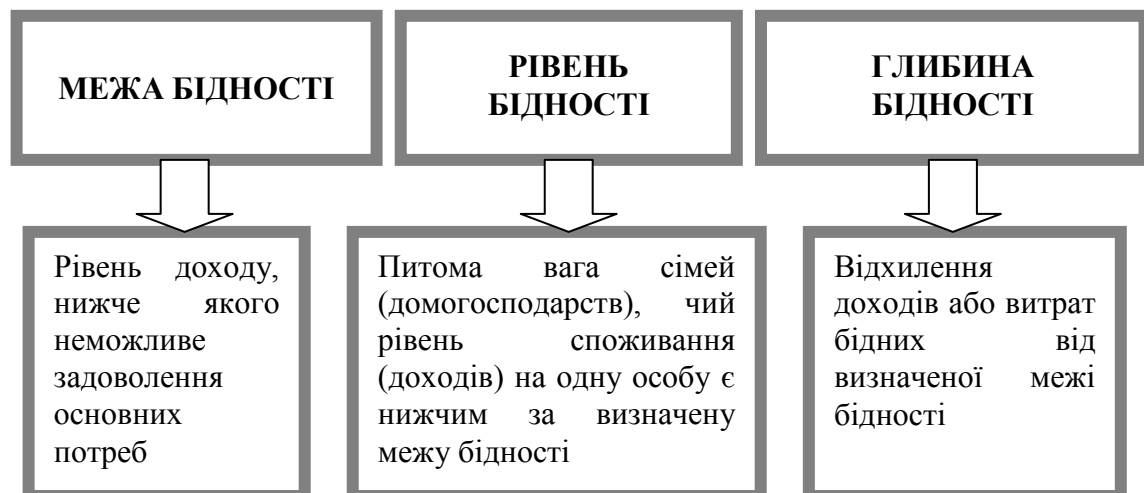 МЕЖА БІДНОСТІ
РІВЕНЬ
БІДНОСТІ
ГЛИБИНА
БІДНОСТІ
Рівень доходу,
нижче якого
неможливе
задоволення
основних
потреб
Питома вага сімей
(домогосподарств), чий
рівень споживання
(доходів) на одну особу є
нижчим за визначену
межу бідності
Відхилення
доходів або витрат
бідних від
визначеної межі
бідності